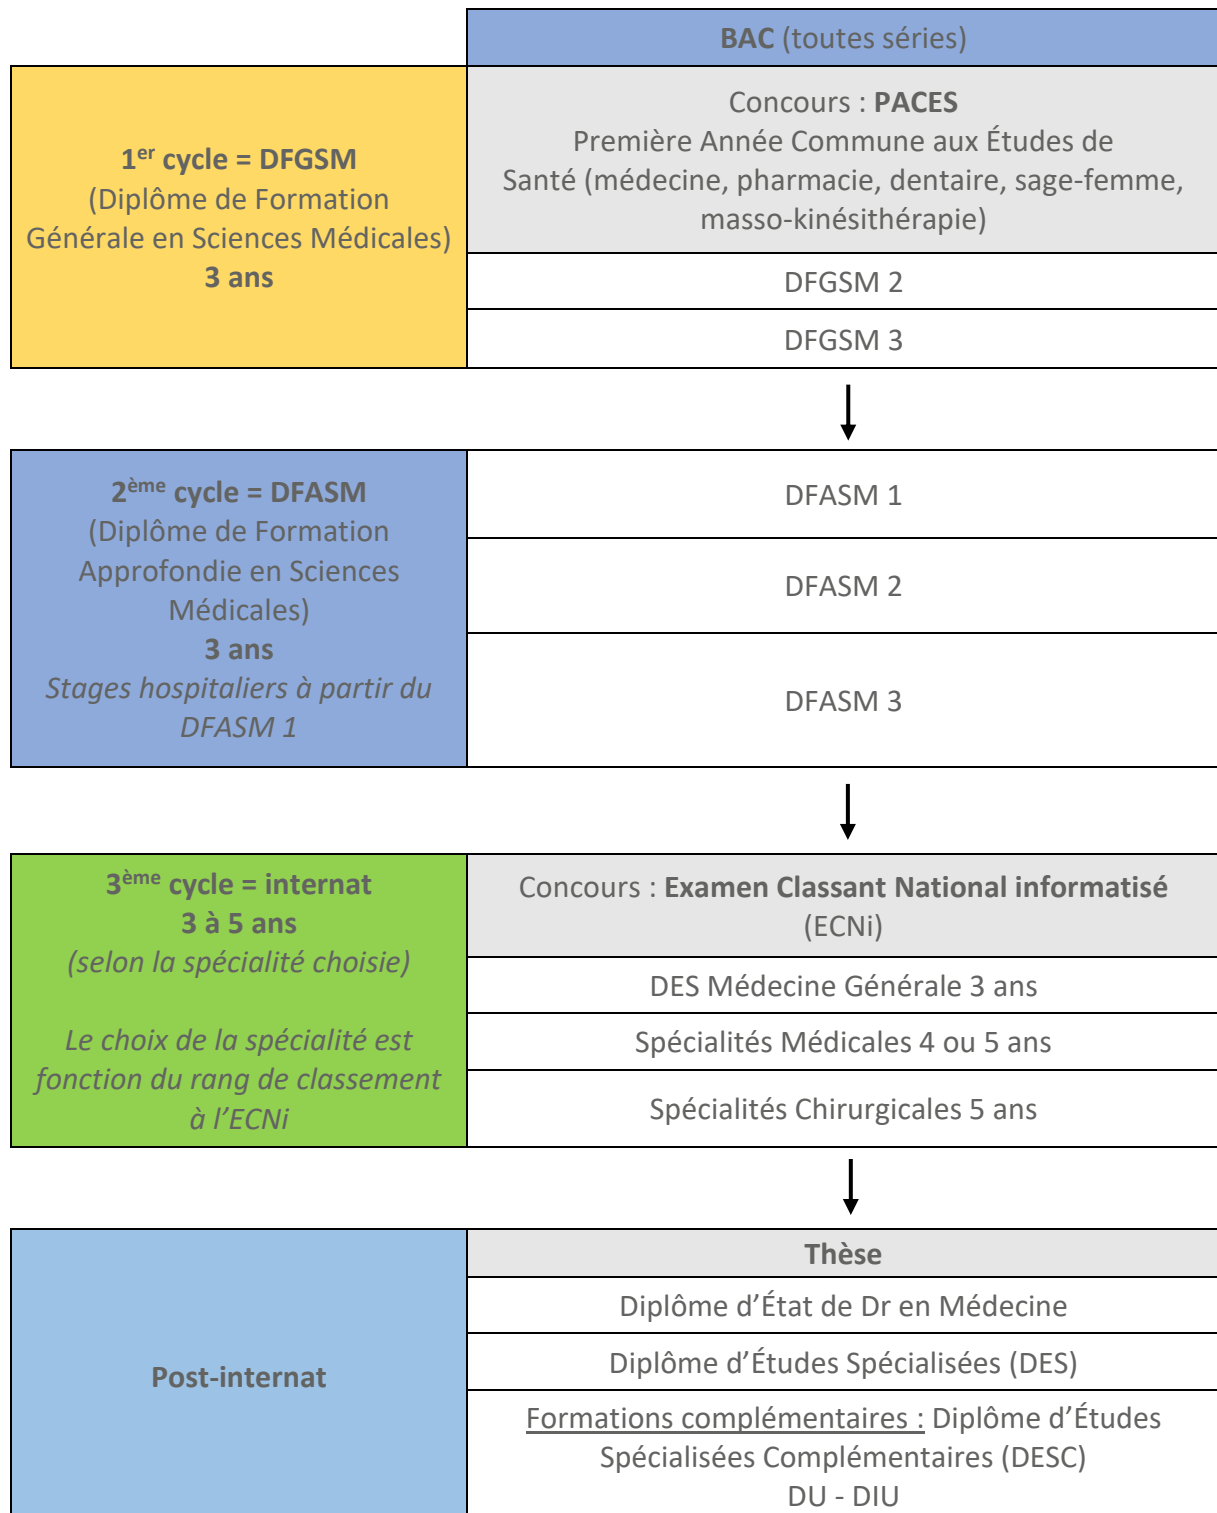 BAC (toutes séries)
1er cycle = DFGSM
(Diplôme de Formation
Générale en Sciences Médicales)
3 ans
Concours : PACES
Première Année Commune aux Études de
Santé (médecine, pharmacie, dentaire, sage-femme,
masso-kinésithérapie)
DFGSM 2
DFGSM 3
2ème cycle = DFASM
(Diplôme de Formation
Approfondie en Sciences
Médicales)
3 ans
Stages hospitaliers à partir du
DFASM 1
DFASM 1
DFASM 2
DFASM 3
3ème cycle = internat
3 à 5 ans
(selon la spécialité choisie)
Le choix de la spécialité est
fonction du rang de classement
à l’ECNi
Concours : Examen Classant National informatisé
(ECNi)
DES Médecine Générale 3 ans
Spécialités Médicales 4 ou 5 ans
Spécialités Chirurgicales 5 ans
Post-internat
Thèse
Diplôme d’État de Dr en Médecine
Diplôme d’Études Spécialisées (DES)
Formations complémentaires : Diplôme d’Études
Spécialisées Complémentaires (DESC)
DU - DIU